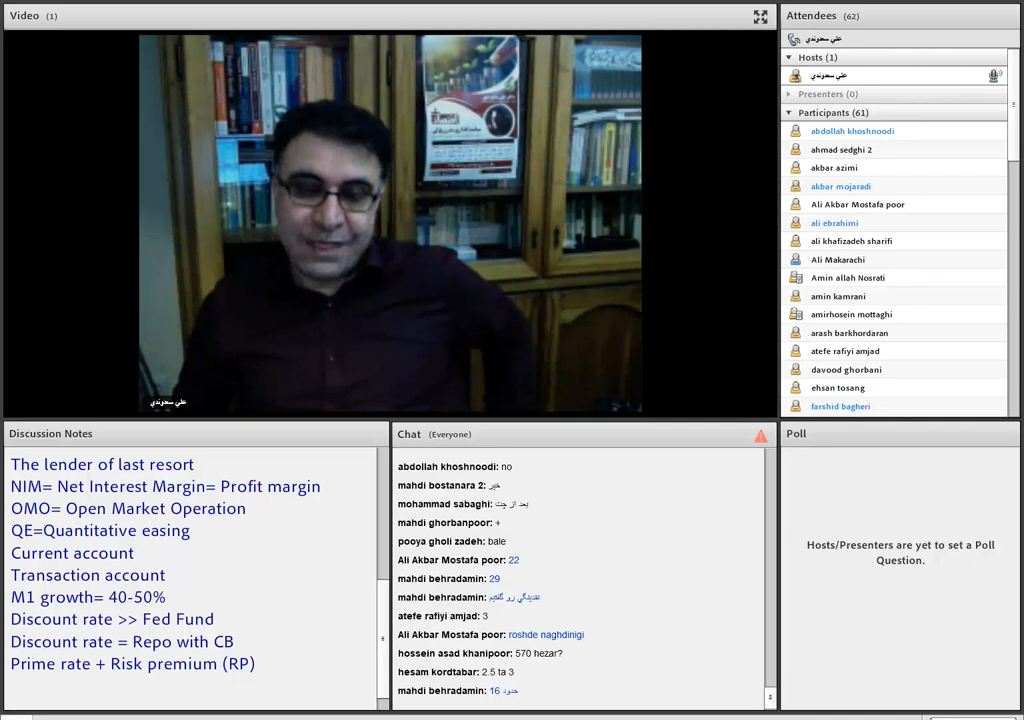 Video (1)
علي سعدوندي
Attendees (62)
علي سعدوندي
Hosts (1)
علي سعدوندي
Presenters (0)
Participants (61)
abdollah khoshnoodi
ahmad sedghi 2
akbar azimi
akbar mojaradi
Ali Akbar Mostafa poor
ali ebrahimi
ali khafizadeh sharifi
Ali Makarachi
Amin allah Nosrati
amin kamrani
amirhosein mottaghi
arash barkhordaran
atefe rafiyi amjad
davood ghorbani
ehsan tosang
farshid bagheri
Discussion Notes
The lender of last resort
NIM= Net Interest Margin= Profit margin
OMO= Open Market Operation
QE=Quantitative easing
Current account
Transaction account
M1 growth= 40-50%
Discount rate >> Fed Fund
Discount rate = Repo with CB
Prime rate + Risk premium (RP)
Chat (Everyone)
abdollah khoshnoodi: no
mahdi bostanara 2: خیر
mohammad sabaghi: بعد از چت
mahdi ghorbanpoor: +
pooya gholi zadeh: bale
Ali Akbar Mostafa poor: 22
mahdi behradamin: 29
mahdi behradamin: نقدینگي رو گفتیم
atefe rafiyi amjad: 3
Ali Akbar Mostafa poor: roshde naghdinigi
hossein asad khanipoor: 570 hezar?
hesam kordtabar: 2.5 ta 3
mahdi behradamin: حدود 16
Poll
Hosts/Presenters are yet to set a Poll
Question.